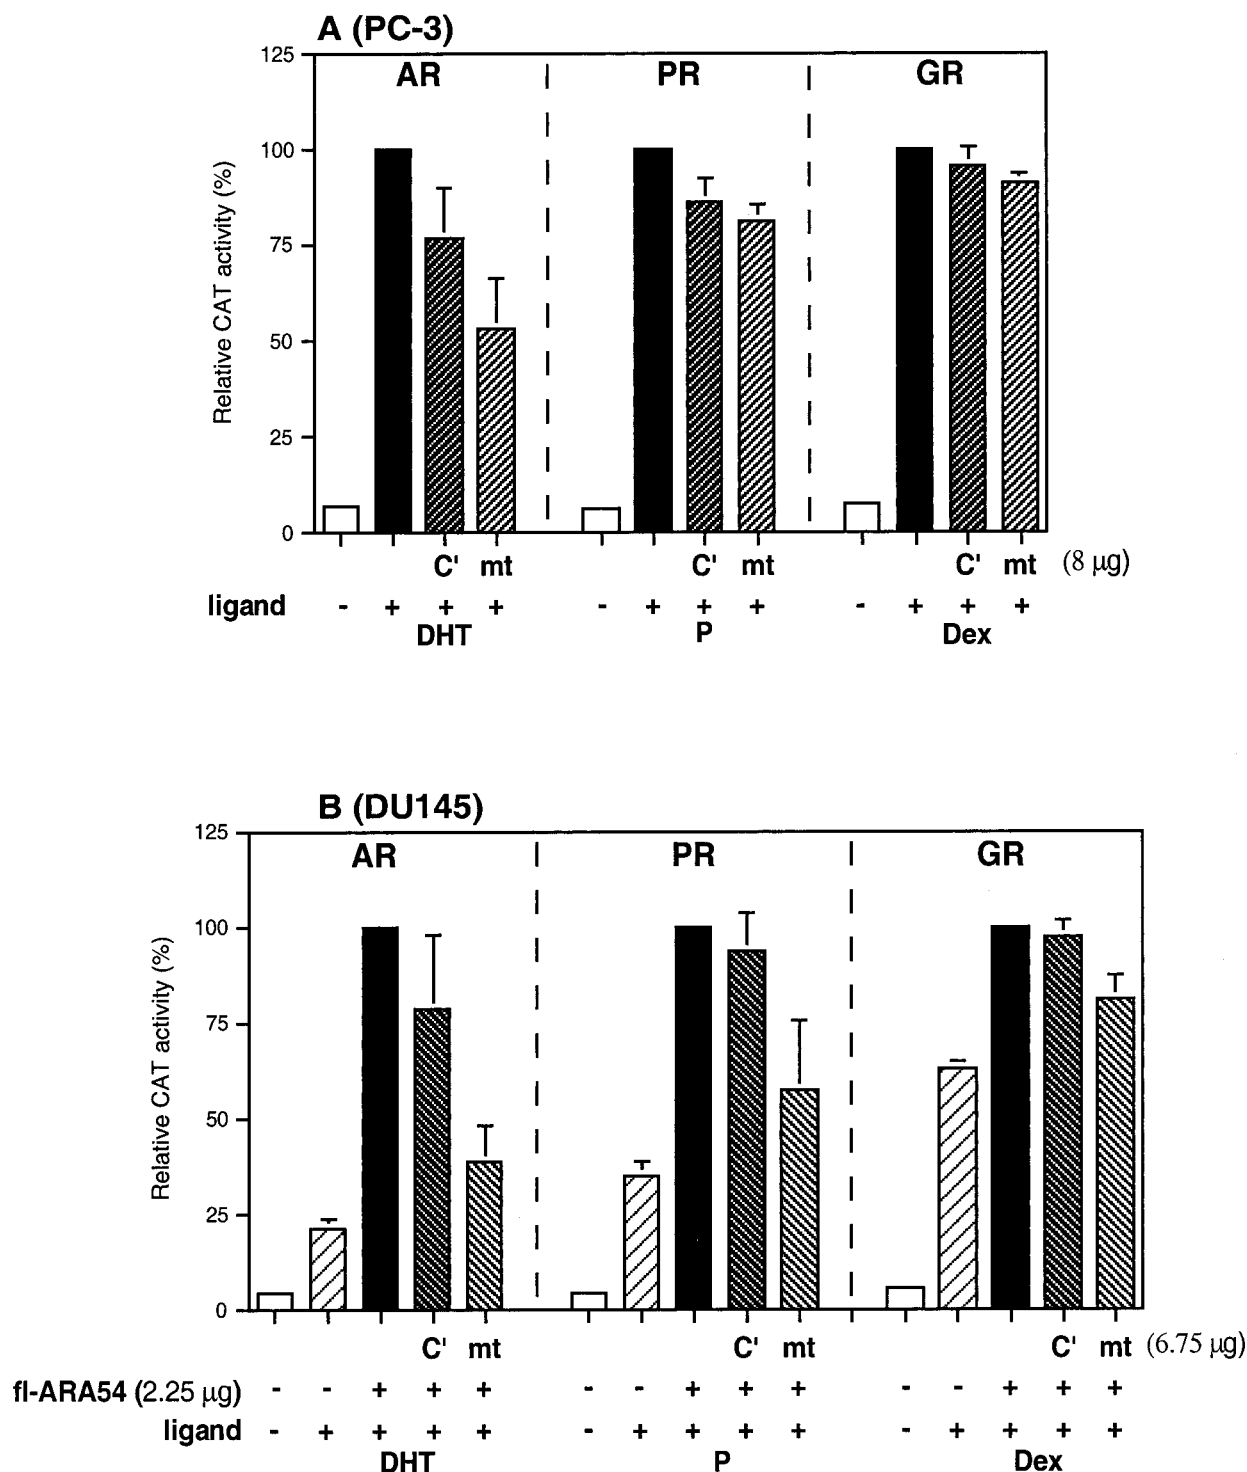 A (PC-3)
125
AR PR GR
100
75
50
25
0
Relative CAT activity (%)
C' mt C' mt C' mt (8 µg)
ligand - + + + - + + + - + + +
DHT P Dex
B (DU145)
125
AR PR GR
100
75
50
25
0
Relative CAT activity (%)
C' mt C' mt C' mt (6.75 µg)
fl-ARA54 (2.25 µg) - - + + + - - + + + - - + + +
ligand - + + + + - + + + + - + + + +
DHT P Dex